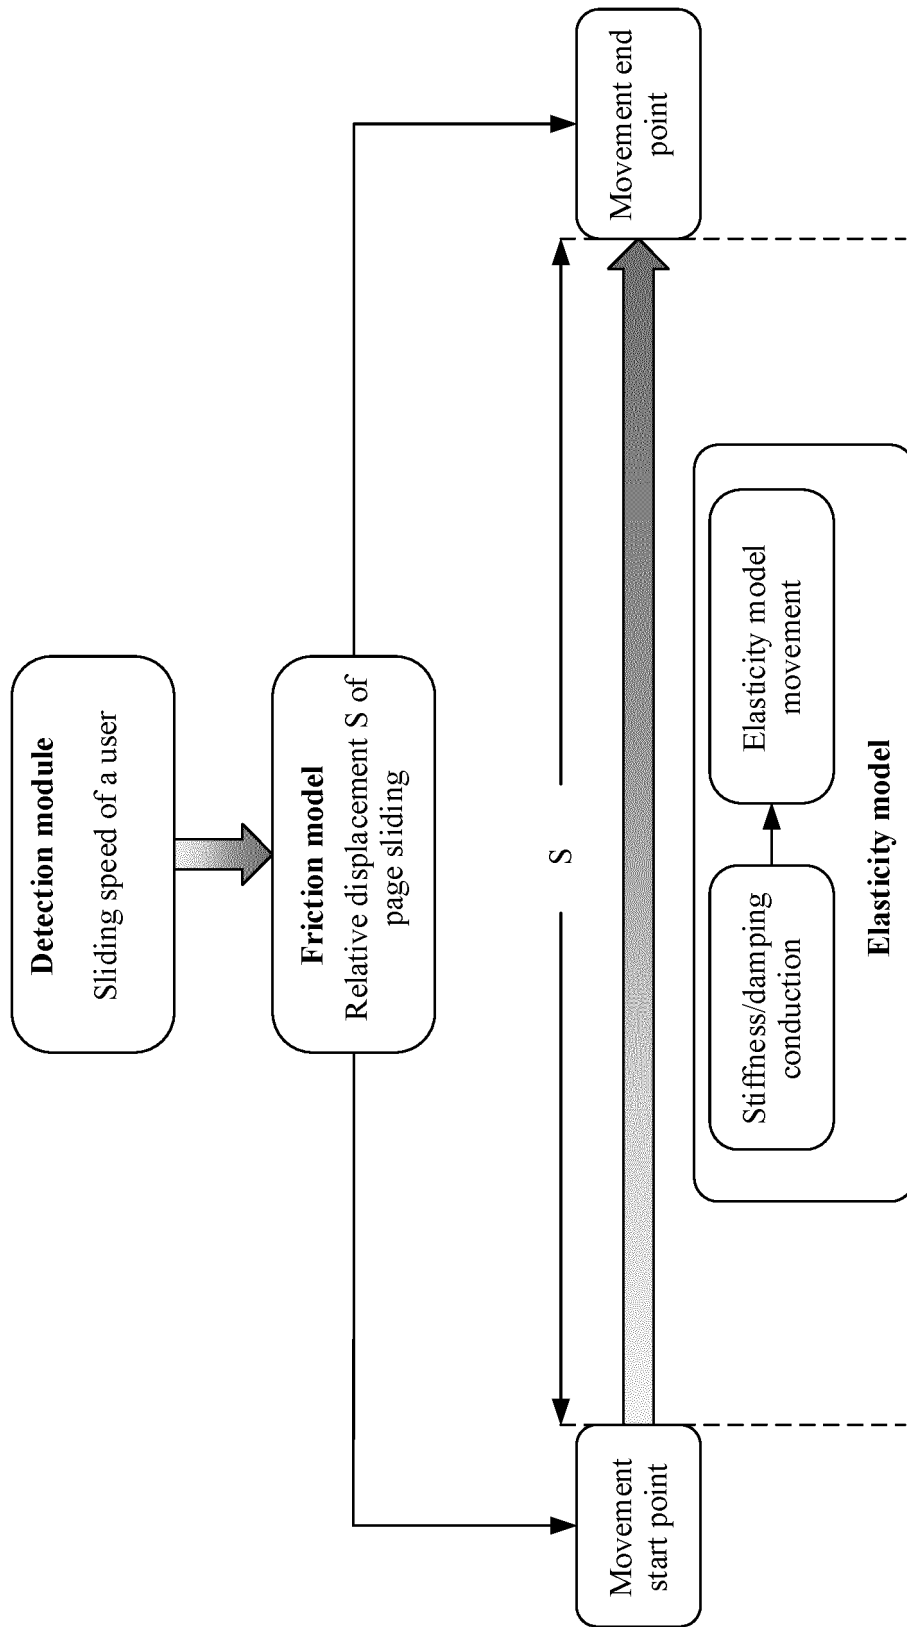 Detection module
Sliding speed of a user
Friction model
Relative displacement S of
page sliding
S
Movement
start point
Movement end
point
Stiffness/damping
conduction
Elasticity model
movement
Elasticity model